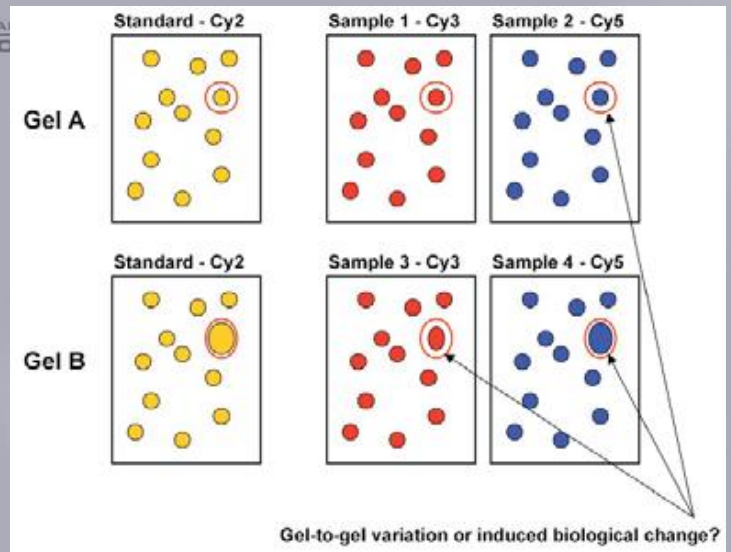 Standard - Cy2
Sample 1 - Cy3
Sample 2 - Cy5
Gel A
Standard - Cy2
Sample 3 - Cy3
Sample 4 - Cy5
Gel B
Gel-to-gel variation or induced biological change?